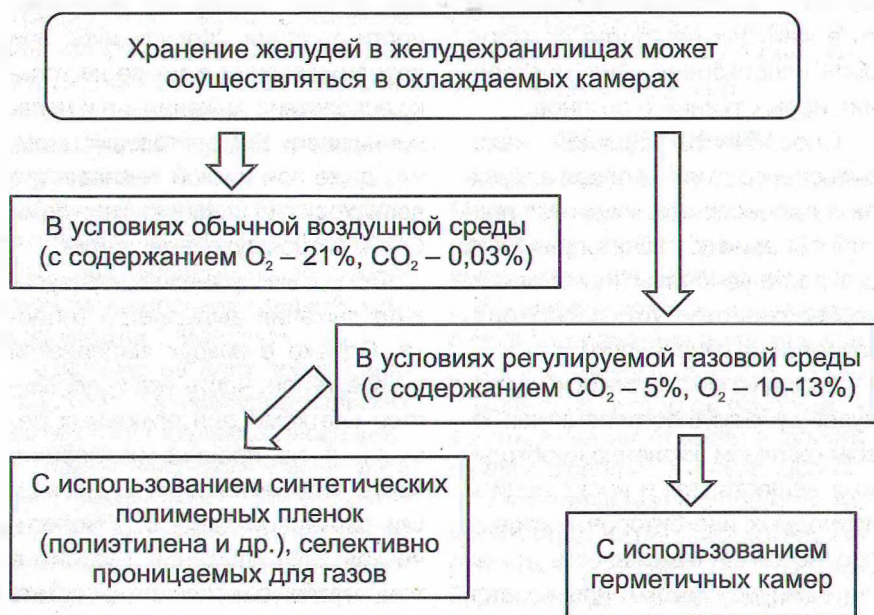 Хранение желудей в желудехранилищах может
осуществляться в охлаждаемых камерах
В условиях обычной воздушной среды
(с содержанием O₂ – 21%, CO₂ – 0,03%)
В условиях регулируемой газовой среды
(с содержанием CO₂ - 5%, O₂ – 10-13%)
С использованием синтетических
полимерных пленок
(полиэтилена и др.), селективно
проницаемых для газов
С использованием
герметичных камер